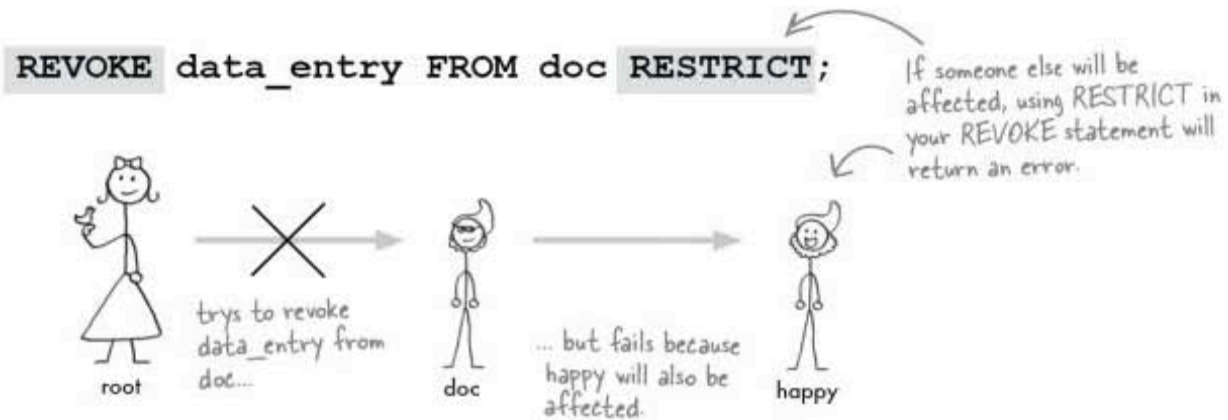 REVOKE data_entry FROM doc RESTRICT;
If someone else will be
affected, using RESTRICT in
your REVOKE statement will
return an error.
trys to revoke
data_entry from
doc...
... but fails because
happy will also be
affected.
root
doc
happy